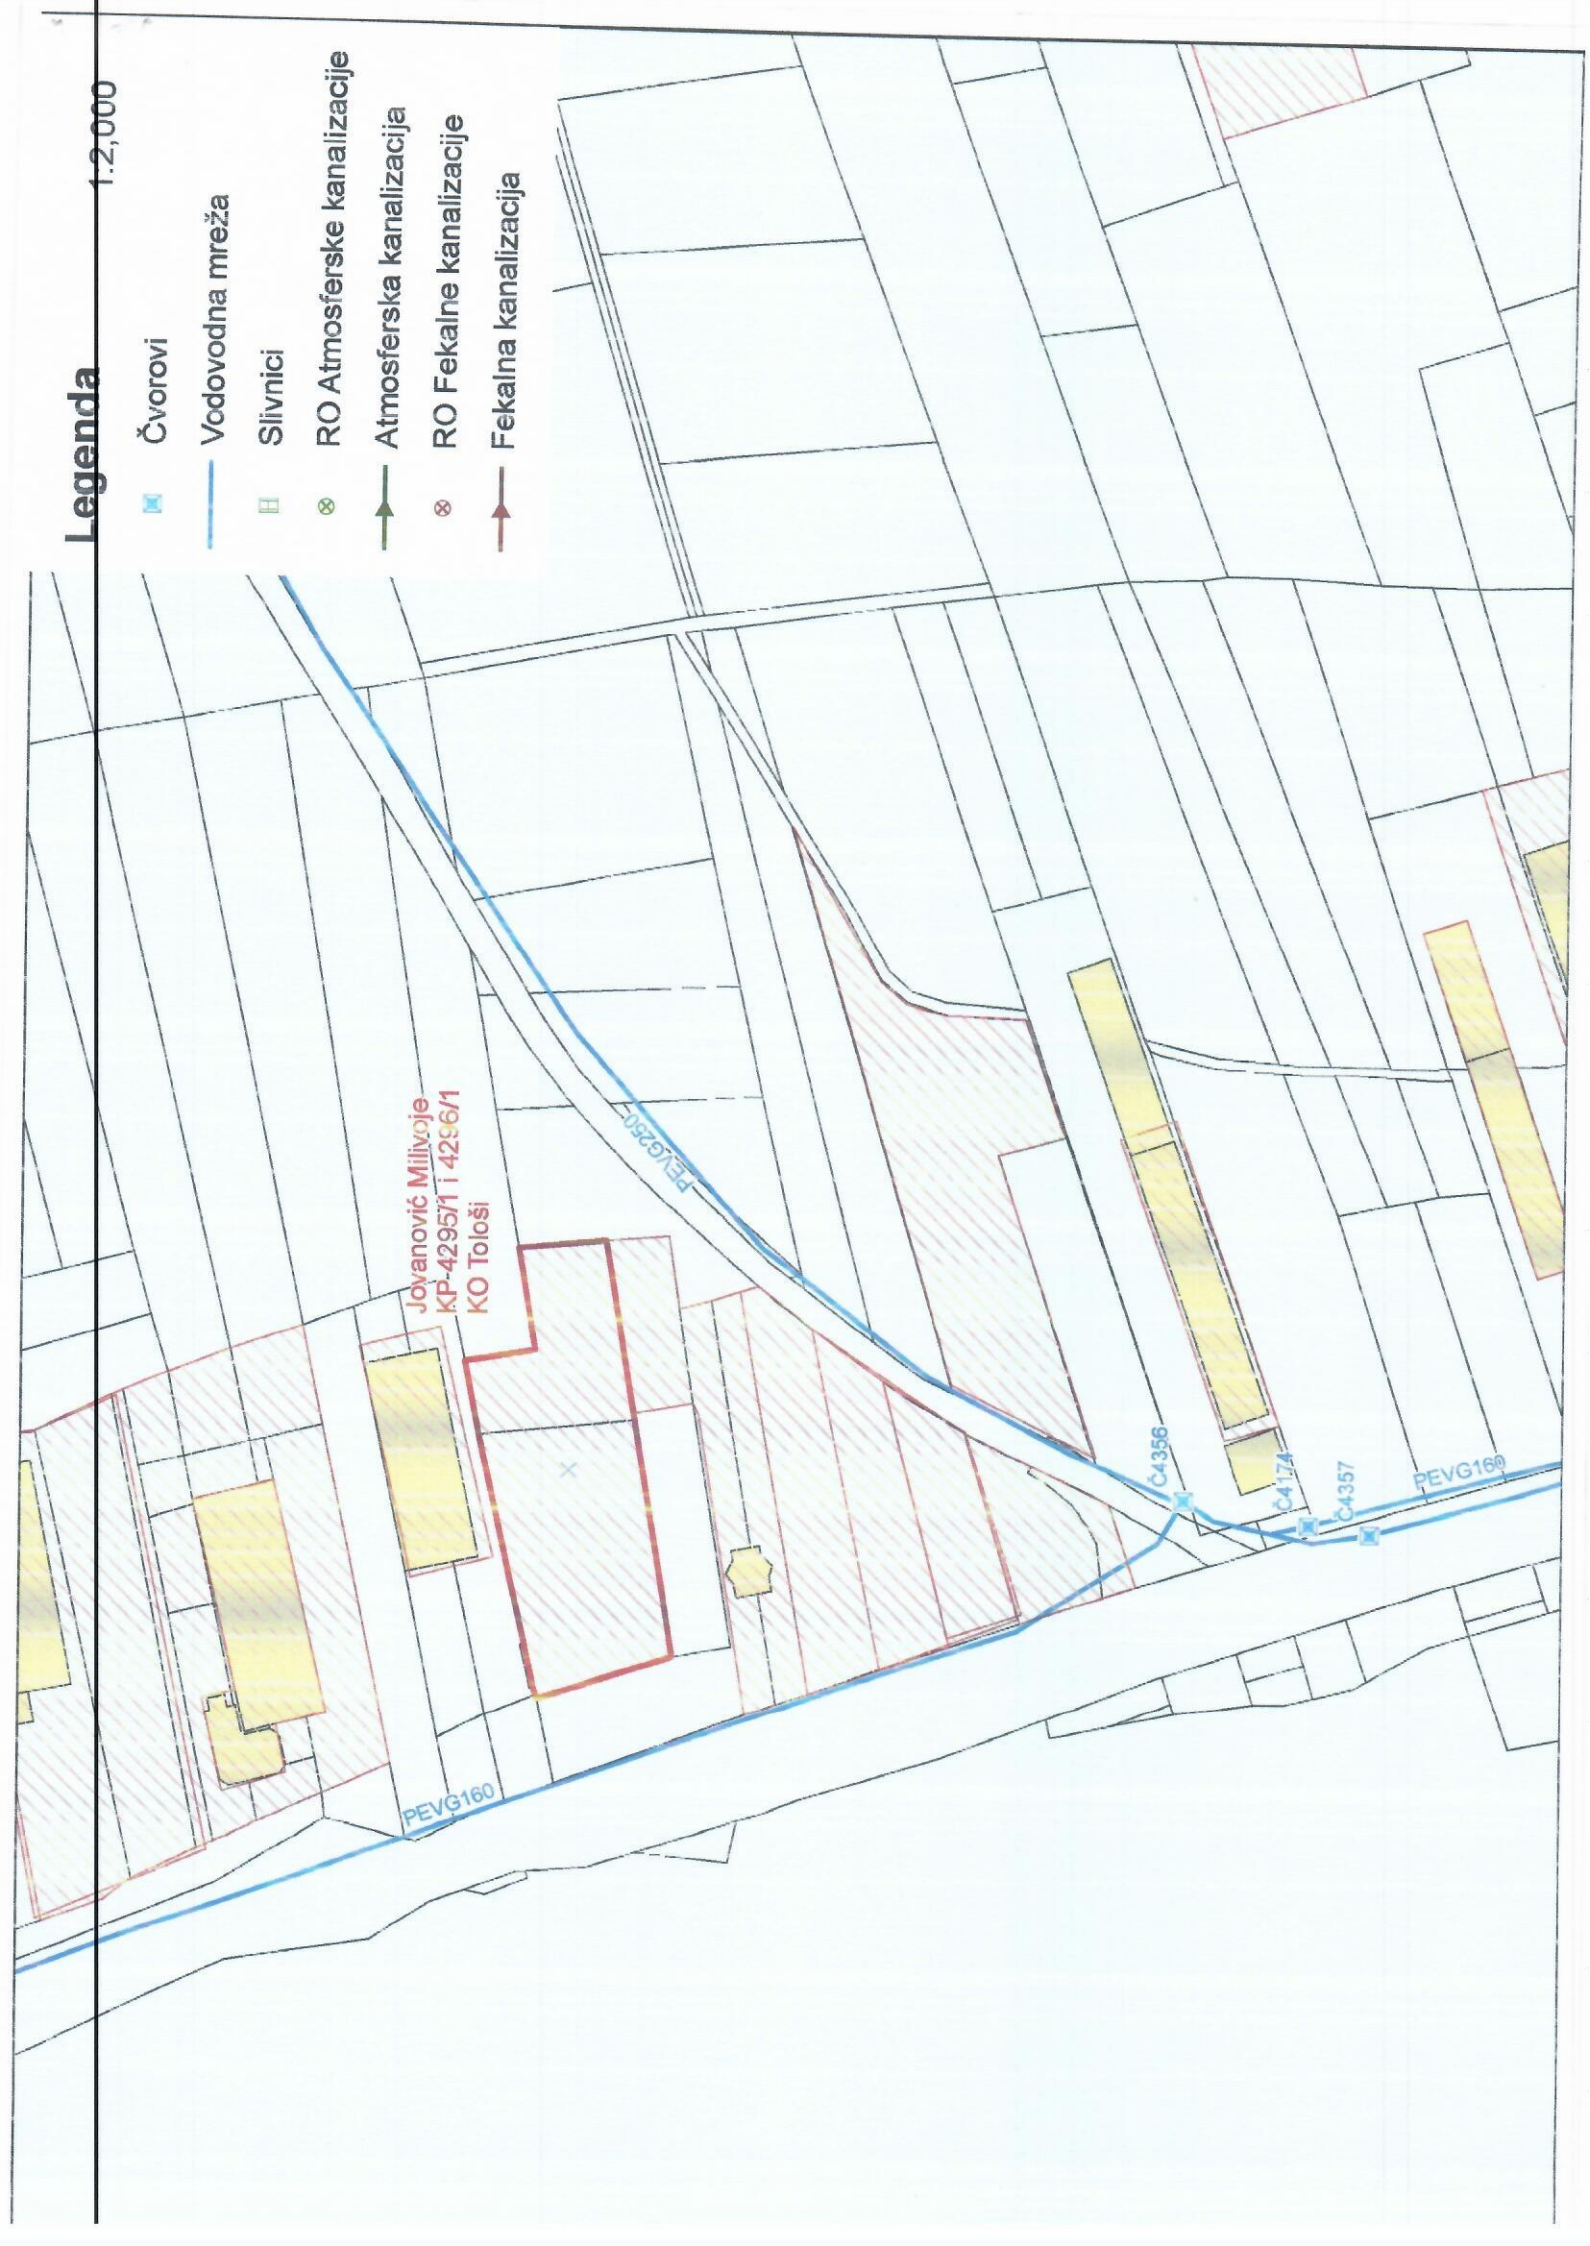 Legenda
1:2,000
Čvorovi
Vodovodna mreža
Slivnici
RO Atmosferske kanalizacije
Atmosferska kanalizacija
RO Fekalne kanalizacije
Fekalna kanalizacija
Jovanović Milivoje
KP-4295/1 i 4296/1
KO Tološi
PEVG250
PEVG160
Č4356
Č4174
Č4357
PEVG160